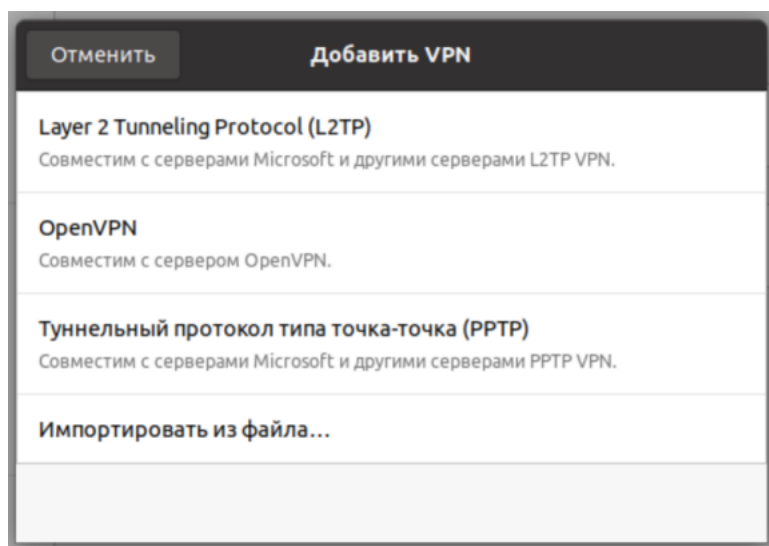 Отменить
Добавить VPN
Layer 2 Tunneling Protocol (L2TP)
Совместим с серверами Microsoft и другими серверами L2TP VPN.
OpenVPN
Совместим с сервером OpenVPN.
Туннельный протокол типа точка-точка (PPTP)
Совместим с серверами Microsoft и другими серверами PPTP VPN.
Импортировать из файла...